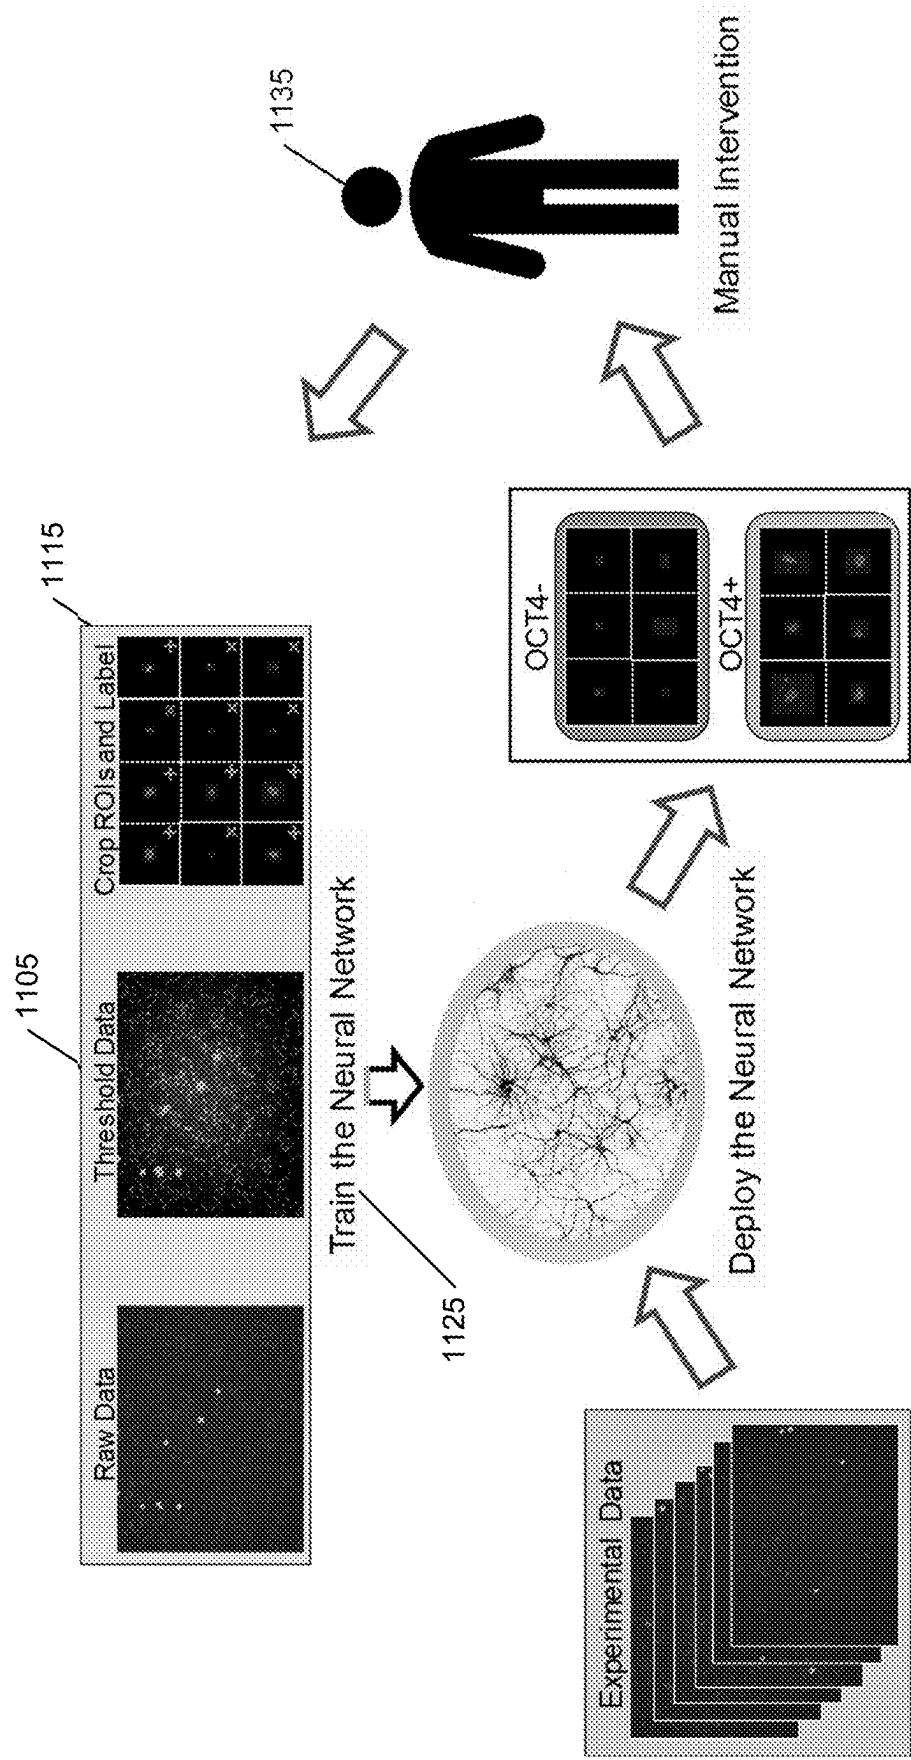 1105
1115
Raw Data
Threshold Data
Crop ROIs and Label
1135
1125
Train the Neural Network
Experimental Data
Deploy the Neural Network
OCT4-
OCT4+
Manual Intervention